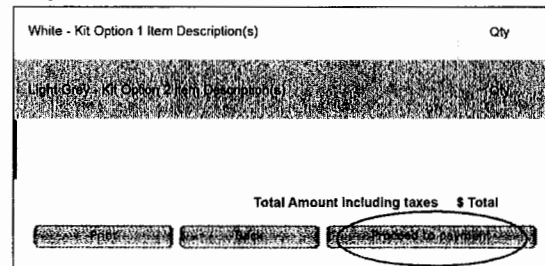 White - Kit Option 1 Item Description(s) Qty
Light Grey - Kit Option 2 Item Description(s) Qty
Total Amount including taxes $ Total
Print Back Proceed to payment